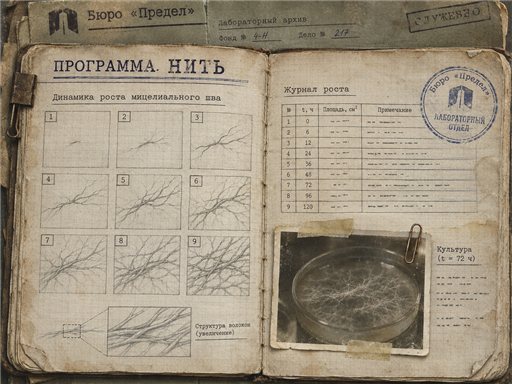 Бюро «Предел»
Лабораторный архив
Фонд № 4-Н Дело № 217
СЛУЖЕБНО
ПРОГРАММА НИТЬ
Динамика роста мицелиального шва
1
2
3
4
5
6
7
8
9
Структура волокон
(увеличение)
Журнал роста
№ t, ч Площадь, см² Примечание
1 0
2 6
3 12
4 24
5 36
6 48
7 72
8 96
9 120
Бюро «Предел»
ЛАБОРАТОРНЫЙ
ОТДЕЛ
Культура
(t = 72 ч)